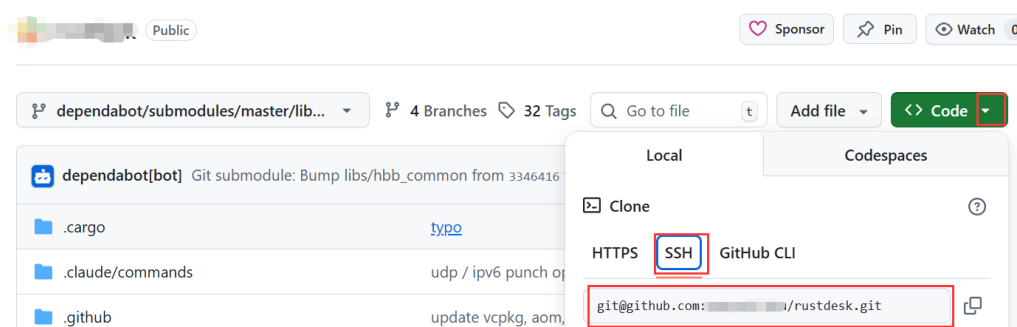 Public
Sponsor
Pin
Watch 0
dependabot/submodules/master/lib...
4 Branches
32 Tags
Go to file
t
Add file
Code
Local
Codespaces
dependabot[bot] Git submodule: Bump libs/hbb_common from 3346416
Clone
.cargo
typo
HTTPS
SSH
GitHub CLI
.claude/commands
udp / ipv6 punch
git@github.com: /rustdesk.git
.github
update vcpkg, aom,